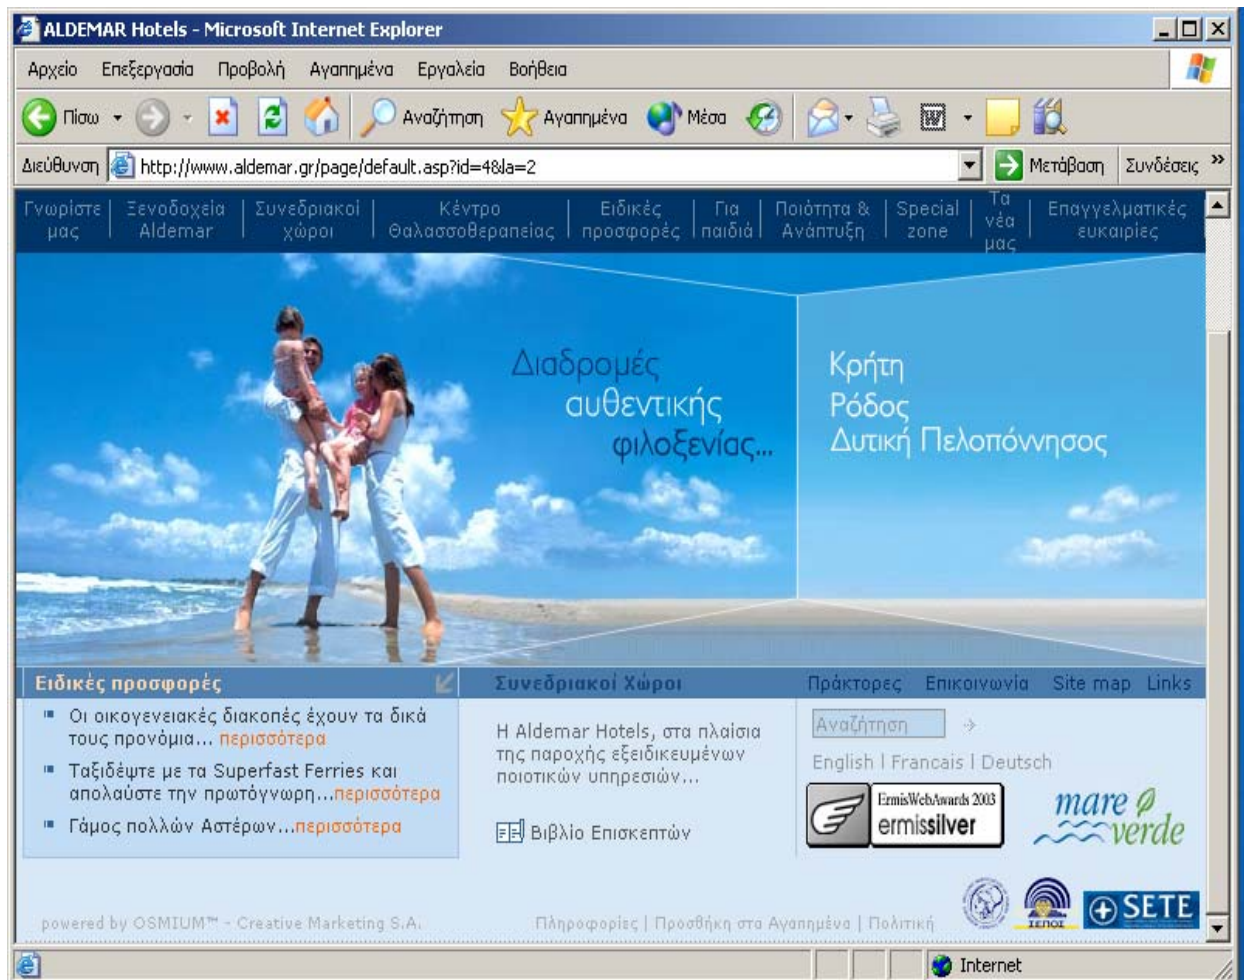 ALDEMAR Hotels - Microsoft Internet Explorer
Αρχείο Επεξεργασία Προβολή Αγαπημένα Εργαλεία Βοήθεια
Πίσω Αναζήτηση Αγαπημένα Μέσα
Διεύθυνση http://www.aldemar.gr/page/default.asp?id=4&la=2 Μετάβαση Συνδέσεις »
Γνωρίστε μας
Ξενοδοχεία Aldemar
Συνεδριακοί χώροι
Κέντρο Θαλασσοθεραπείας
Ειδικές προσφορές
Για παιδιά
Ποιότητα & Ανάπτυξη
Special zone
Τα νέα μας
Επαγγελματικές ευκαιρίες
Διαδρομές
αυθεντικής
φιλοξενίας...
Κρήτη
Ρόδος
Δυτική Πελοπόννησος
Ειδικές προσφορές
Οι οικογενειακές διακοπές έχουν τα δικά
τους προνόμια... περισσότερα
Ταξιδέψτε με τα Superfast Ferries και
απολαύστε την πρωτόγνωρη...περισσότερα
Γάμος πολλών Αστέρων...περισσότερα
Συνεδριακοί Χώροι
Η Aldemar Hotels, στα πλαίσια
της παροχής εξειδικευμένων
ποιοτικών υπηρεσιών...
Βιβλίο Επισκεπτών
Πράκτορες Επικοινωνία Site map Links
Αναζήτηση
English | Francais | Deutsch
ErmisWebAwards 2003
ermissilver
mare
verde
powered by OSMIUM™ - Creative Marketing S.A.
Πληροφορίες | Προσθήκη στα Αγαπημένα | Πολιτική
ΣΕΠΟΣ
SETE
Internet